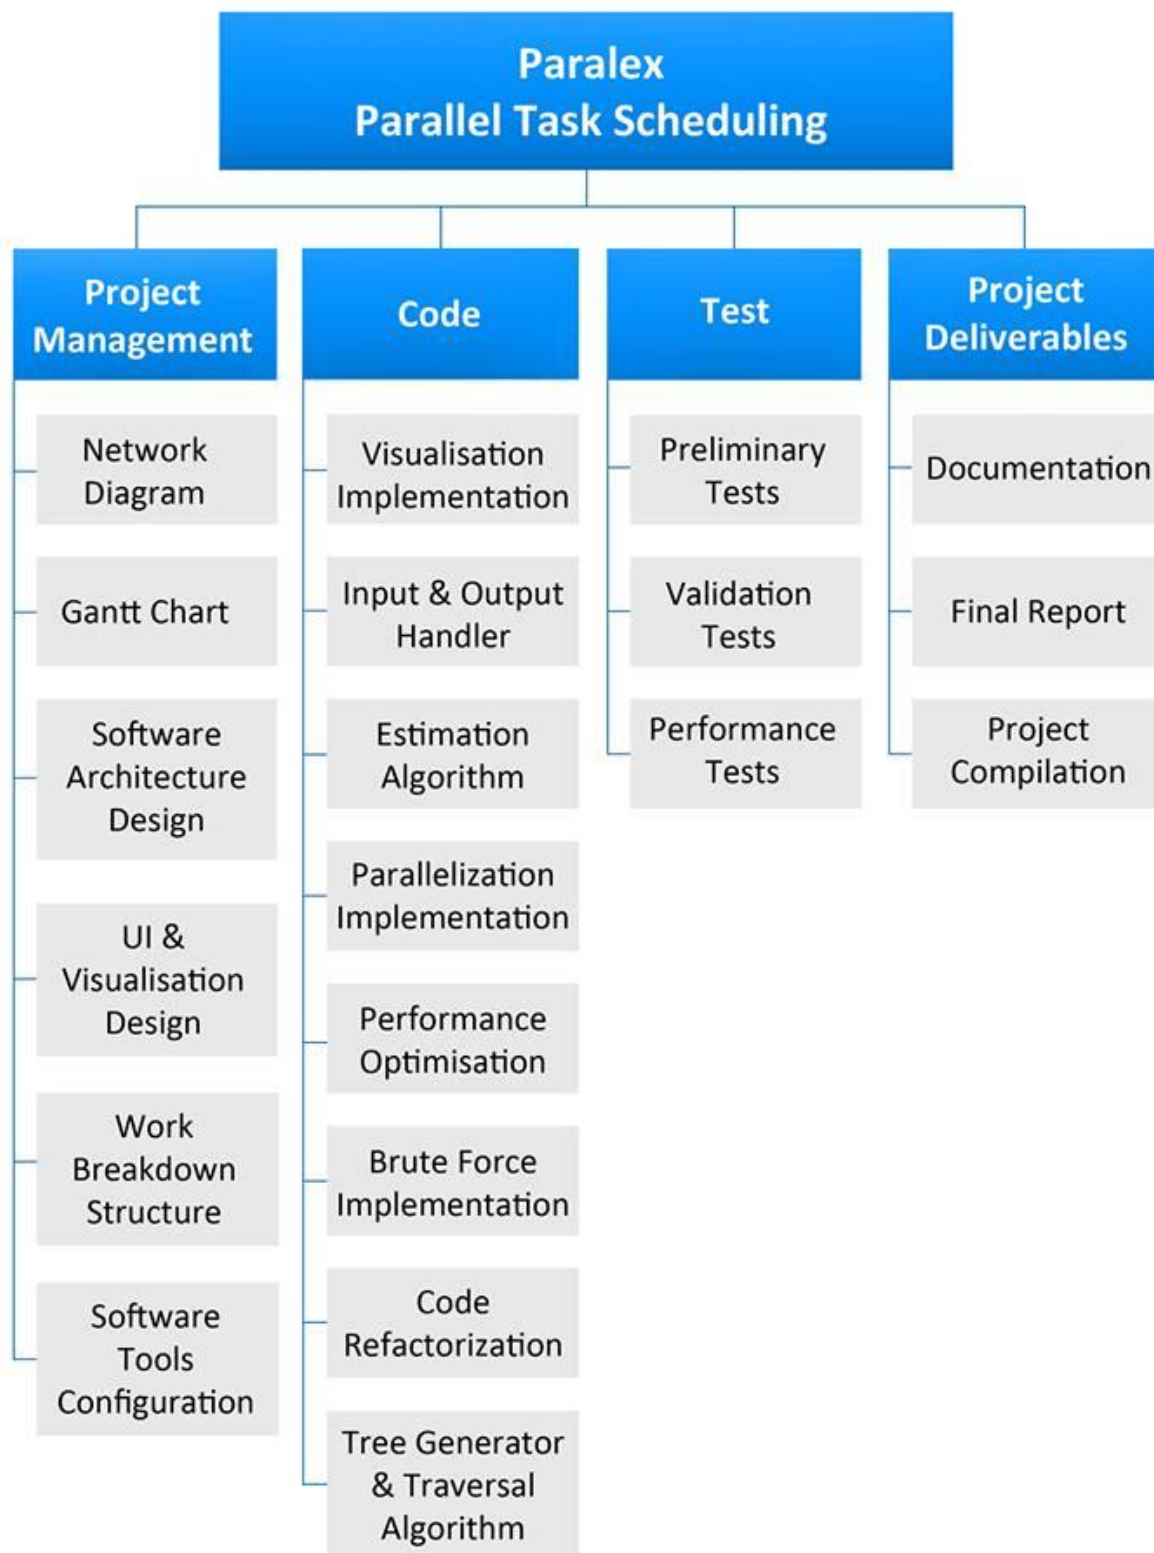 Paralex
Parallel Task Scheduling
Project
Management
Network
Diagram
Gantt Chart
Software
Architecture
Design
UI &
Visualisation
Design
Work
Breakdown
Structure
Software
Tools
Configuration
Code
Visualisation
Implementation
Input & Output
Handler
Estimation
Algorithm
Parallelization
Implementation
Performance
Optimisation
Brute Force
Implementation
Code
Refactorization
Tree Generator
& Traversal
Algorithm
Test
Preliminary
Tests
Validation
Tests
Performance
Tests
Project
Deliverables
Documentation
Final Report
Project
Compilation